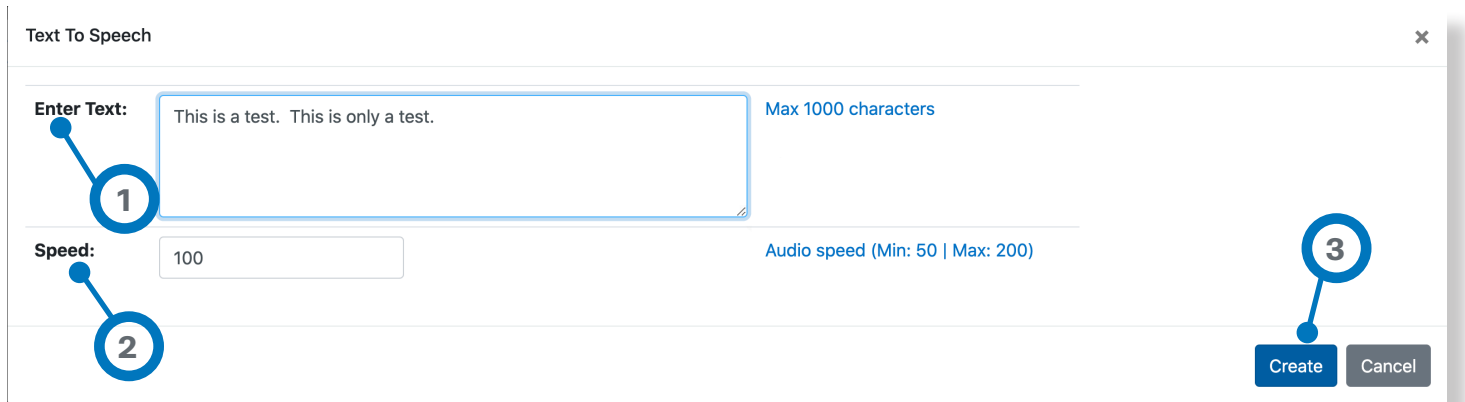 Text To Speech ×
Enter Text: This is a test.  This is only a test. Max 1000 characters
1
Speed: 100 Audio speed (Min: 50 | Max: 200)
3
2
Create Cancel